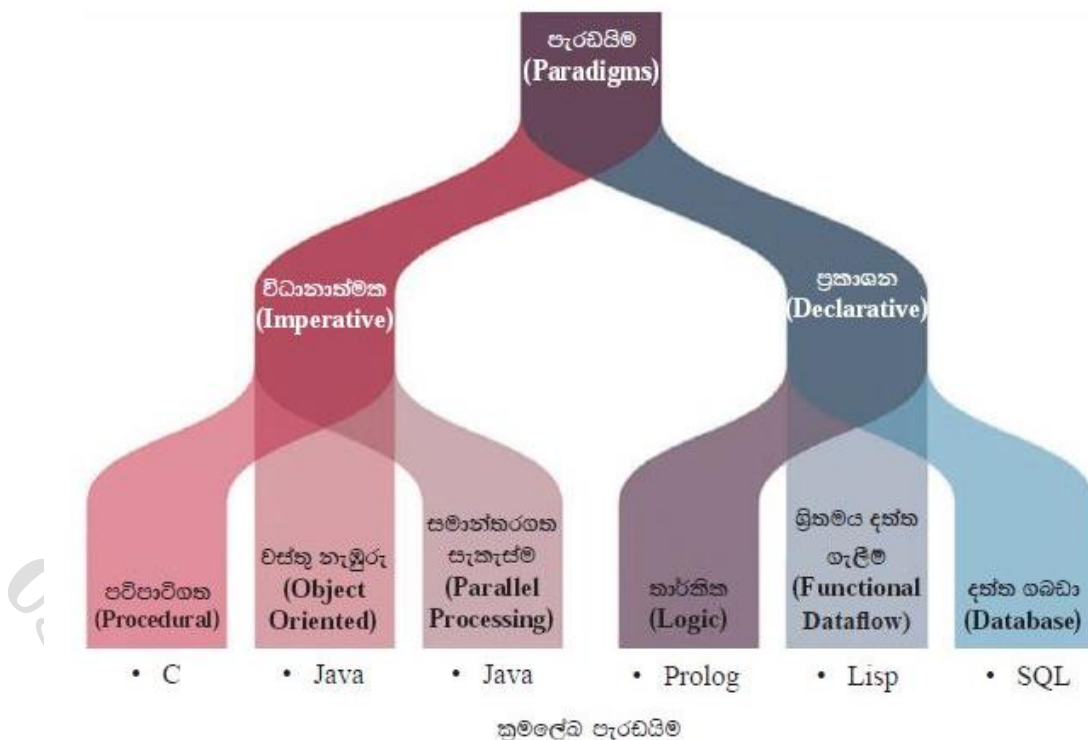 පැරඩයිම
(Paradigms)
විධානාත්මක
(Imperative)
ප්‍රකාශන
(Declarative)
පටිපාටිගත
(Procedural)
වස්තු නැඹුරු
(Object
Oriented)
සමාන්තරගත
සැකැස්ම
(Parallel
Processing)
තාර්කික
(Logic)
ශ්‍රිතමය දත්ත
ගැලීම
(Functional
Dataflow)
දත්ත ගබඩා
(Database)
• C
• Java
• Java
• Prolog
• Lisp
• SQL
ක්‍රමලේඛ පැරඩයිම